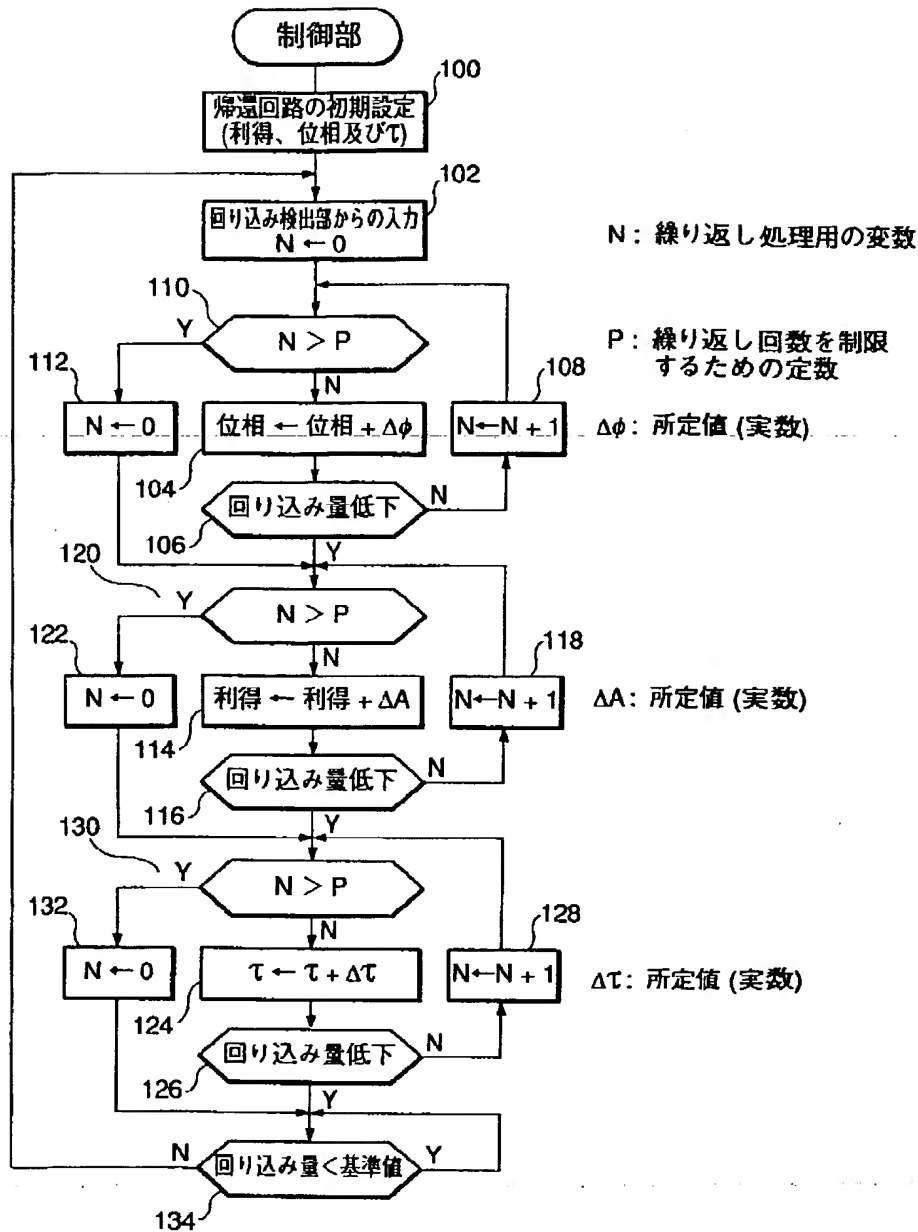 制御部
100
帰還回路の初期設定
(利得、位相及びτ)
102
回り込み検出部からの入力
N ← 0
N: 繰り返し処理用の変数
110
Y
N > P
P: 繰り返し回数を制限
するための定数
112
N
108
N ← 0
位相 ← 位相 + Δφ
N←N + 1
Δφ: 所定値 (実数)
104
回り込み量低下
N
106
Y
120
Y
N > P
122
N
118
N ← 0
利得 ← 利得 + ΔA
N←N + 1
ΔA: 所定値 (実数)
114
回り込み量低下
N
116
Y
130
Y
N > P
132
N
128
N ← 0
τ ← τ + Δτ
N←N + 1
Δτ: 所定値 (実数)
124
回り込み量低下
N
126
Y
N
回り込み量<基準値
Y
134